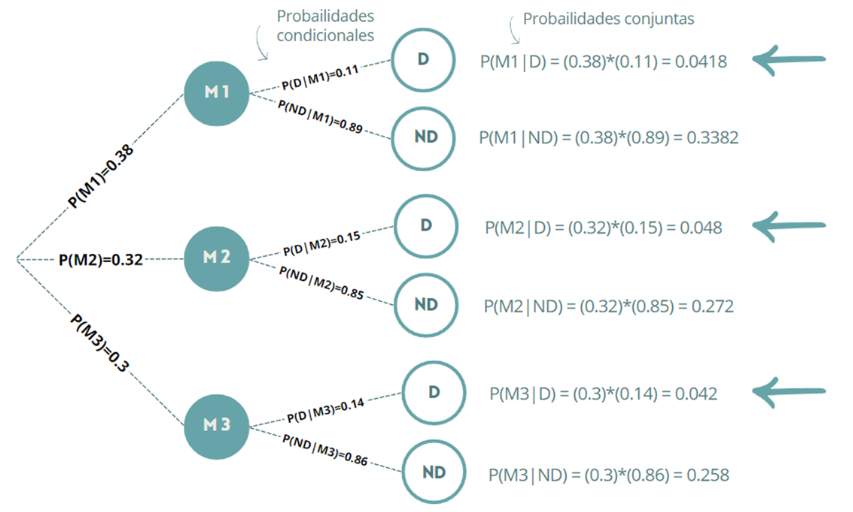 Probailidades
condicionales
Probailidades conjuntas
P(M1)=0.38
M1
P(D|M1)=0.11
D
P(M1|D) = (0.38)*(0.11) = 0.0418
P(ND|M1)=0.89
ND
P(M1|ND) = (0.38)*(0.89) = 0.3382
P(M2)=0.32
M2
P(D|M2)=0.15
D
P(M2|D) = (0.32)*(0.15) = 0.048
P(ND|M2)=0.85
ND
P(M2|ND) = (0.32)*(0.85) = 0.272
P(M3)=0.3
M3
P(D|M3)=0.14
D
P(M3|D) = (0.3)*(0.14) = 0.042
P(ND|M3)=0.86
ND
P(M3|ND) = (0.3)*(0.86) = 0.258